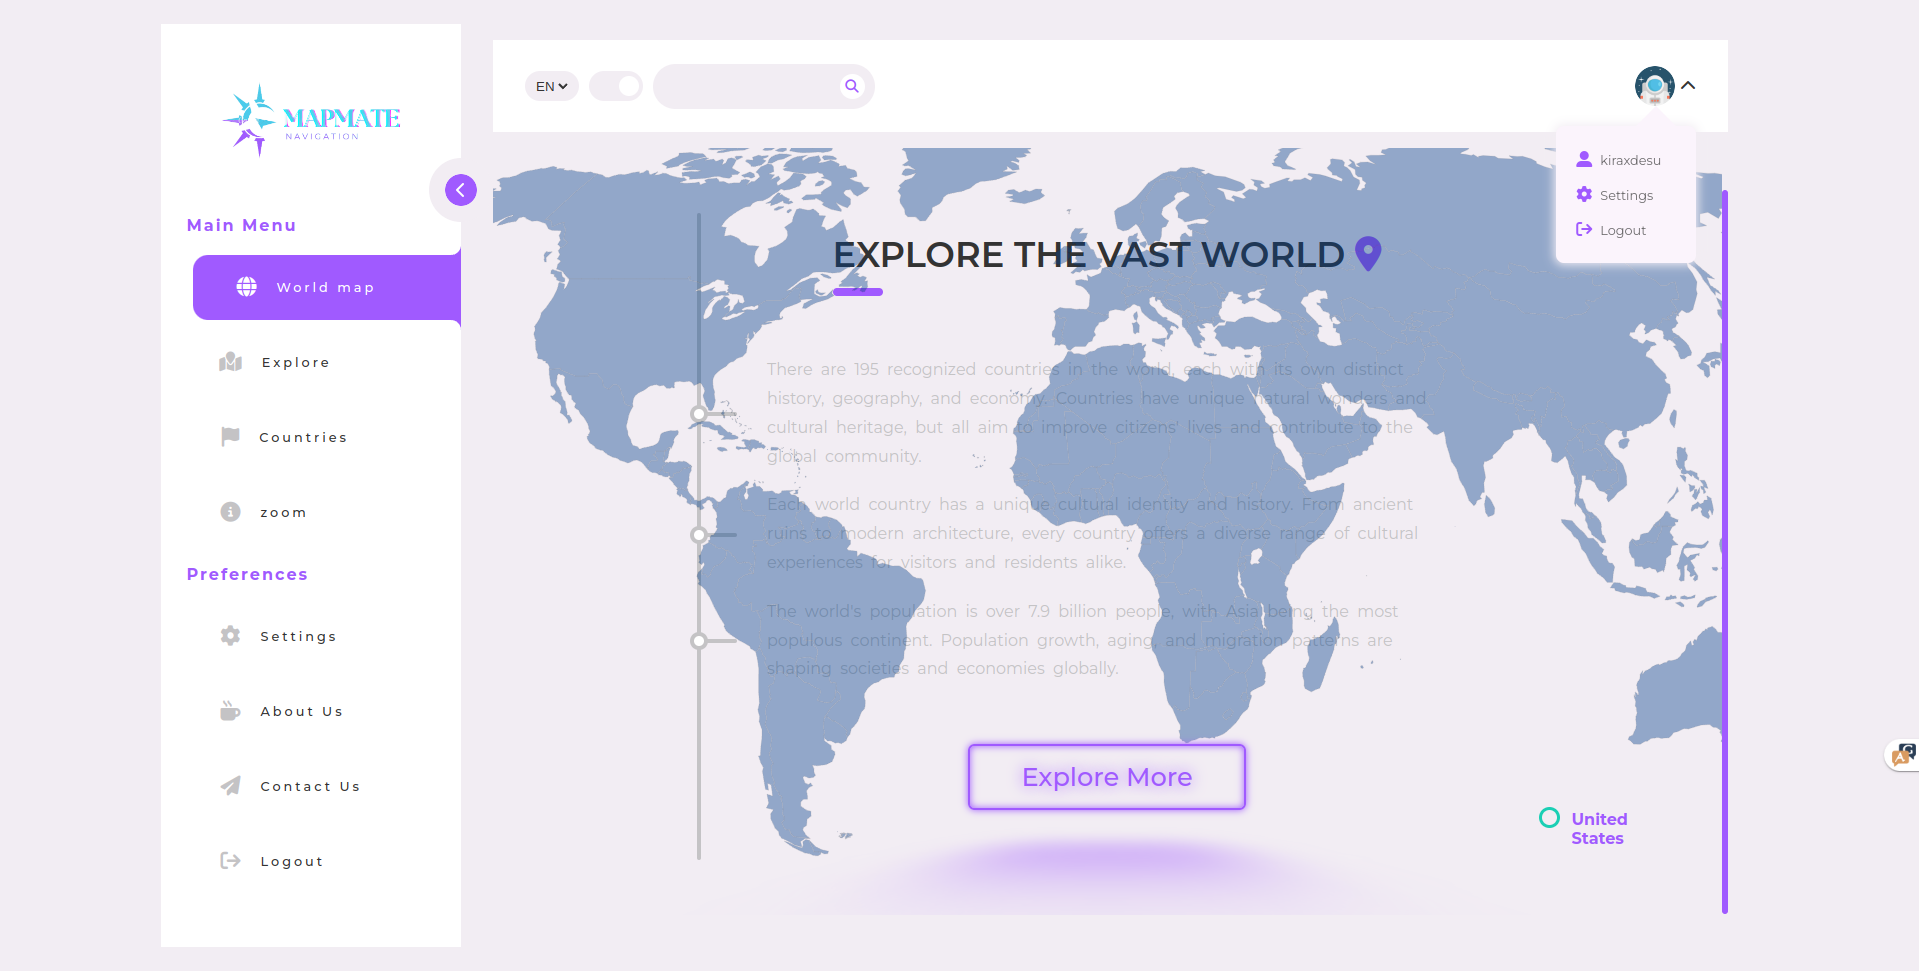 MAPMATE
NAVIGATION
Main Menu
World map
Explore
Countries
zoom
Preferences
Settings
About Us
Contact Us
Logout
EN
kiraxdesu
Settings
Logout
EXPLORE THE VAST WORLD
There are 195 recognized countries in the world, each with its own distinct
history, geography, and economy. Countries have unique natural wonders and
cultural heritage, but all aim to improve citizens' lives and contribute to the
global community.
Each world country has a unique cultural identity and history. From ancient
ruins to modern architecture, every country offers a diverse range of cultural
experiences for visitors and residents alike.
The world's population is over 7.9 billion people, with Asia being the most
populous continent. Population growth, aging, and migration patterns are
shaping societies and economies globally.
Explore More
United
States
A